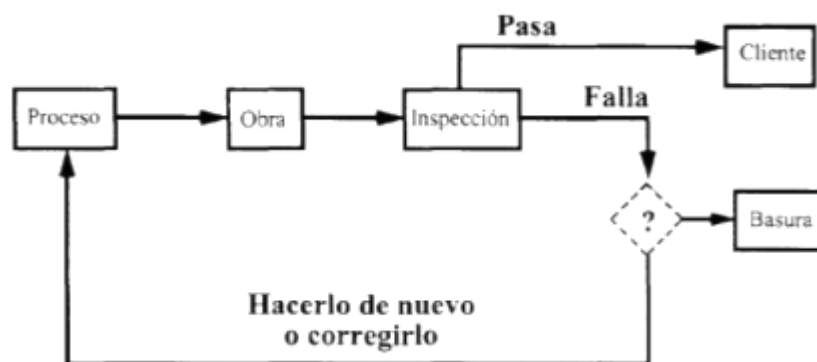 Pasa
Cliente
Proceso
Obra
Inspección
Falla
?
Basura
Hacerlo de nuevo
o corregirlo